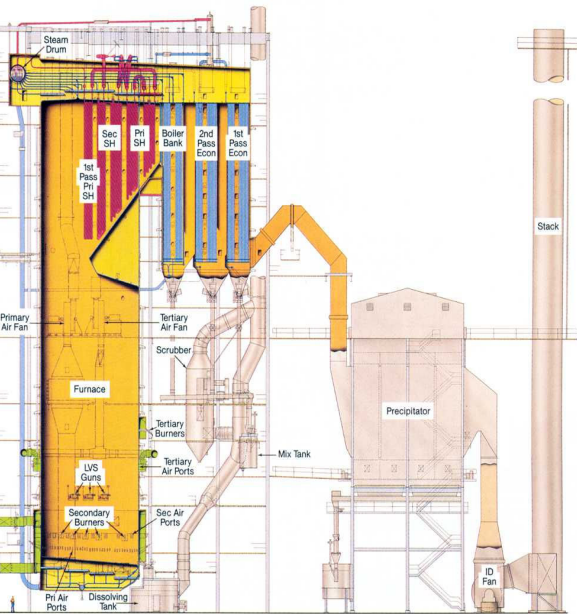 Steam
Drum
Sec
SH
Pri
SH
Boiler
Bank
2nd
Pass
Econ
1st
Pass
Econ
1st
Pass
Pri
SH
Stack
Primary
Air Fan
Tertiary
Air Fan
Scrubber
Furnace
Precipitator
Tertiary
Burners
Mix Tank
Tertiary
Air Ports
LVS
Guns
Secondary
Burners
Sec Air
Ports
ID
Fan
Pri Air
Ports
Dissolving
Tank